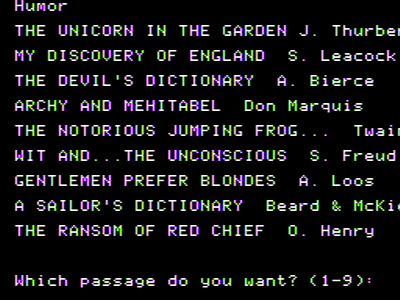 Humor
THE UNICORN IN THE GARDEN J. Thurber
MY DISCOVERY OF ENGLAND S. Leacock
THE DEVIL'S DICTIONARY A. Bierce
ARCHY AND MEHITABEL Don Marquis
THE NOTORIOUS JUMPING FROG... Twai
WIT AND...THE UNCONSCIOUS S. Freud
GENTLEMEN PREFER BLONDES A. Loos
A SAILOR'S DICTIONARY Beard & McKi
THE RANSOM OF RED CHIEF O. Henry
Which passage do you want? (1-9):